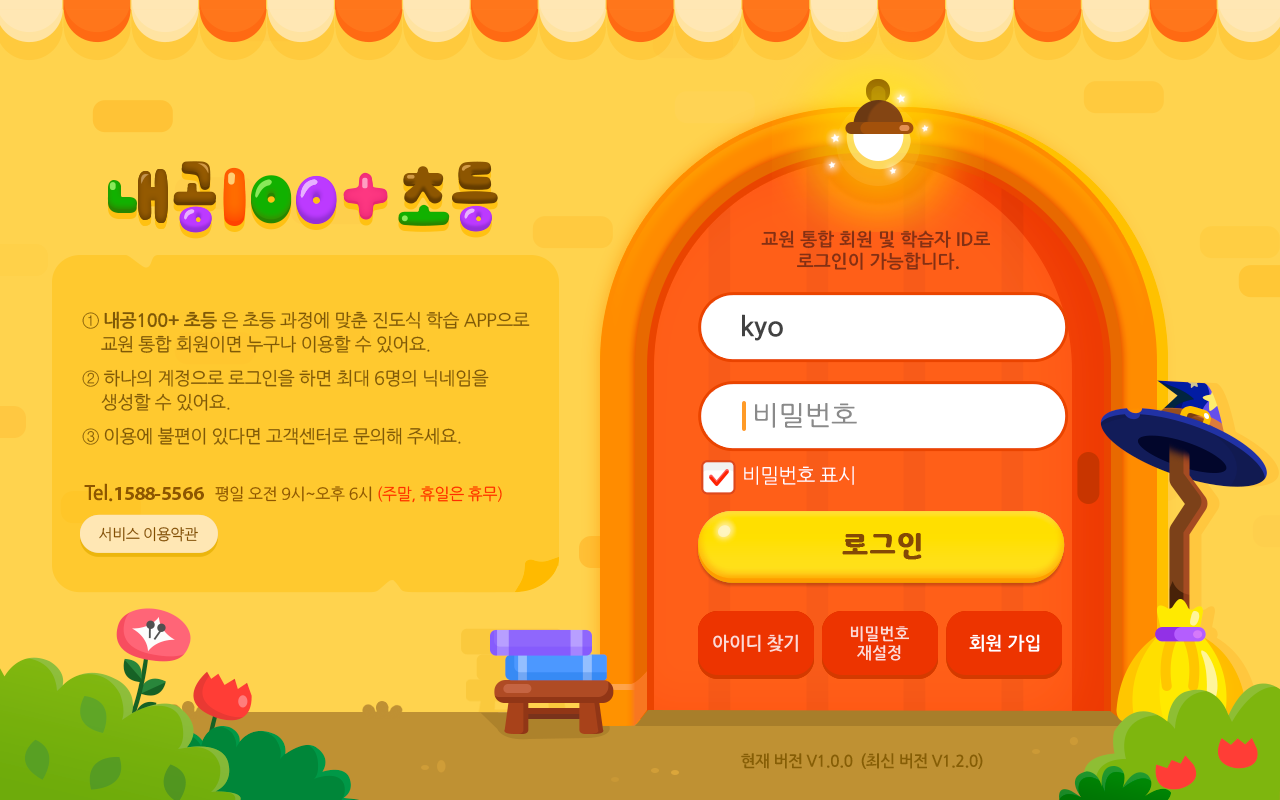 내공100+초등
① 내공100+ 초등 은 초등 과정에 맞춘 진도식 학습 APP으로
교원 통합 회원이면 누구나 이용할 수 있어요.
② 하나의 계정으로 로그인을 하면 최대 6명의 닉네임을
생성할 수 있어요.
③ 이용에 불편이 있다면 고객센터로 문의해 주세요.
Tel.1588-5566 평일 오전 9시~오후 6시 (주말, 휴일은 휴무)
서비스 이용약관
교원 통합 회원 및 학습자 ID로
로그인이 가능합니다.
kyo
비밀번호
비밀번호 표시
로그인
아이디 찾기
비밀번호
재설정
회원 가입
현재 버전 V1.0.0 (최신 버전 V1.2.0)